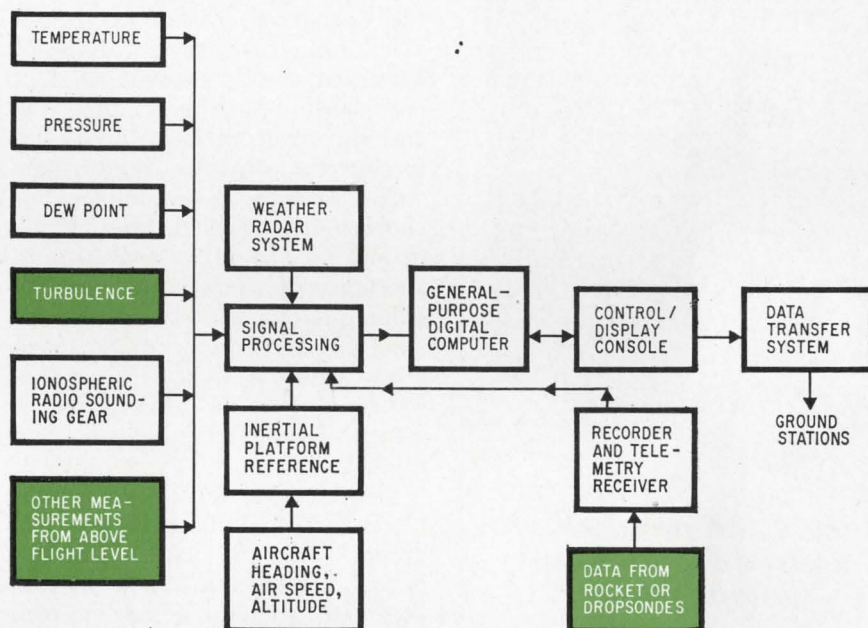 TEMPERATURE
PRESSURE
DEW POINT
TURBULENCE
IONOSPHERIC
RADIO SOUND-
ING GEAR
OTHER MEA-
SUREMENTS
FROM ABOVE
FLIGHT LEVEL
WEATHER
RADAR
SYSTEM
SIGNAL
PROCESSING
INERTIAL
PLATFORM
REFERENCE
AIRCRAFT
HEADING,
AIR SPEED,
ALTITUDE
GENERAL-
PURPOSE
DIGITAL
COMPUTER
CONTROL/
DISPLAY
CONSOLE
RECORDER
AND TELE-
METRY
RECEIVER
DATA FROM
ROCKET OR
DROPSONDES
DATA
TRANSFER
SYSTEM
GROUND
STATIONS